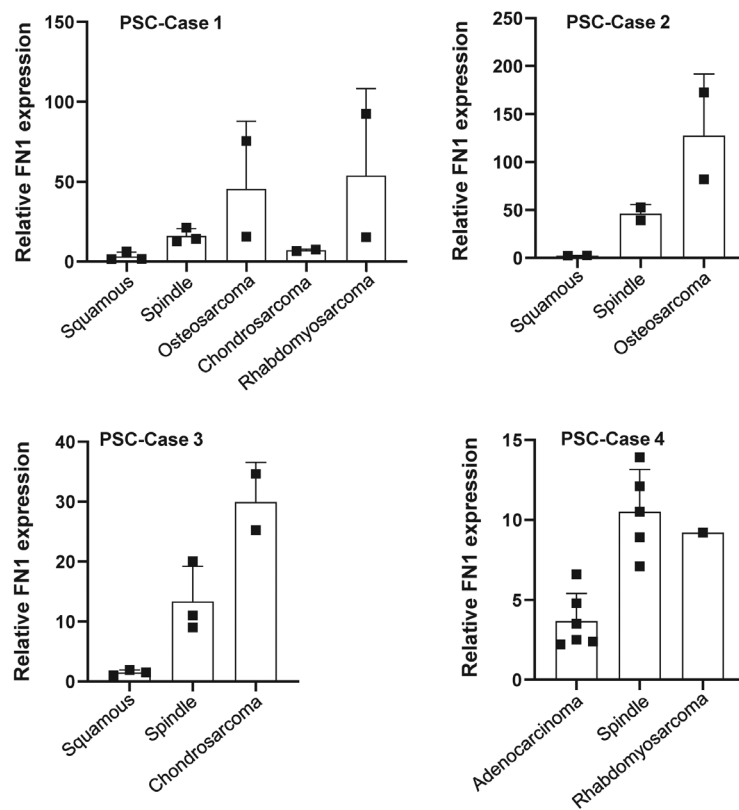 PSC-Case 1
Relative FN1 expression
150
100
50
0
Squamous
Spindle
Osteosarcoma
Chondrosarcoma
Rhabdomyosarcoma
PSC-Case 2
Relative FN1 expression
250
200
150
100
50
0
Squamous
Spindle
Osteosarcoma
PSC-Case 3
Relative FN1 expression
40
30
20
10
0
Squamous
Spindle
Chondrosarcoma
PSC-Case 4
Relative FN1 expression
15
10
5
0
Adenocarcinoma
Spindle
Rhabdomyosarcoma